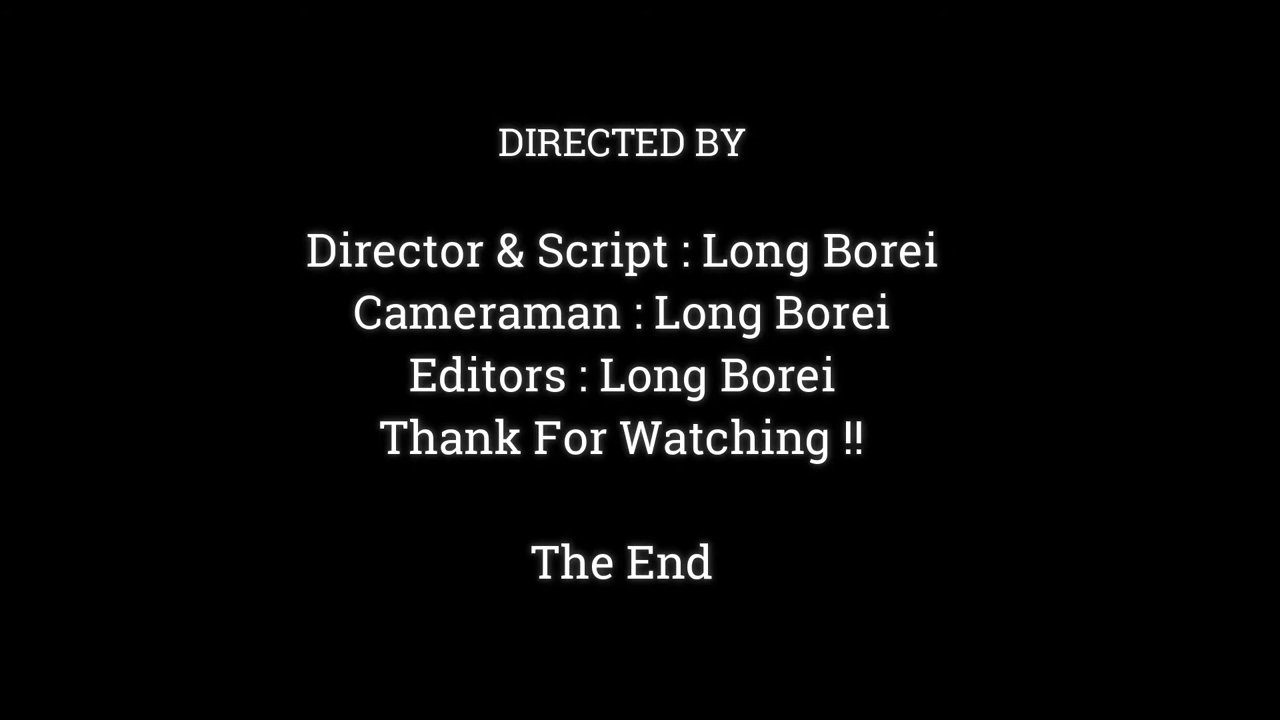 DIRECTED BY
Director & Script : Long Borei
Cameraman : Long Borei
Editors : Long Borei
Thank For Watching !!
The End